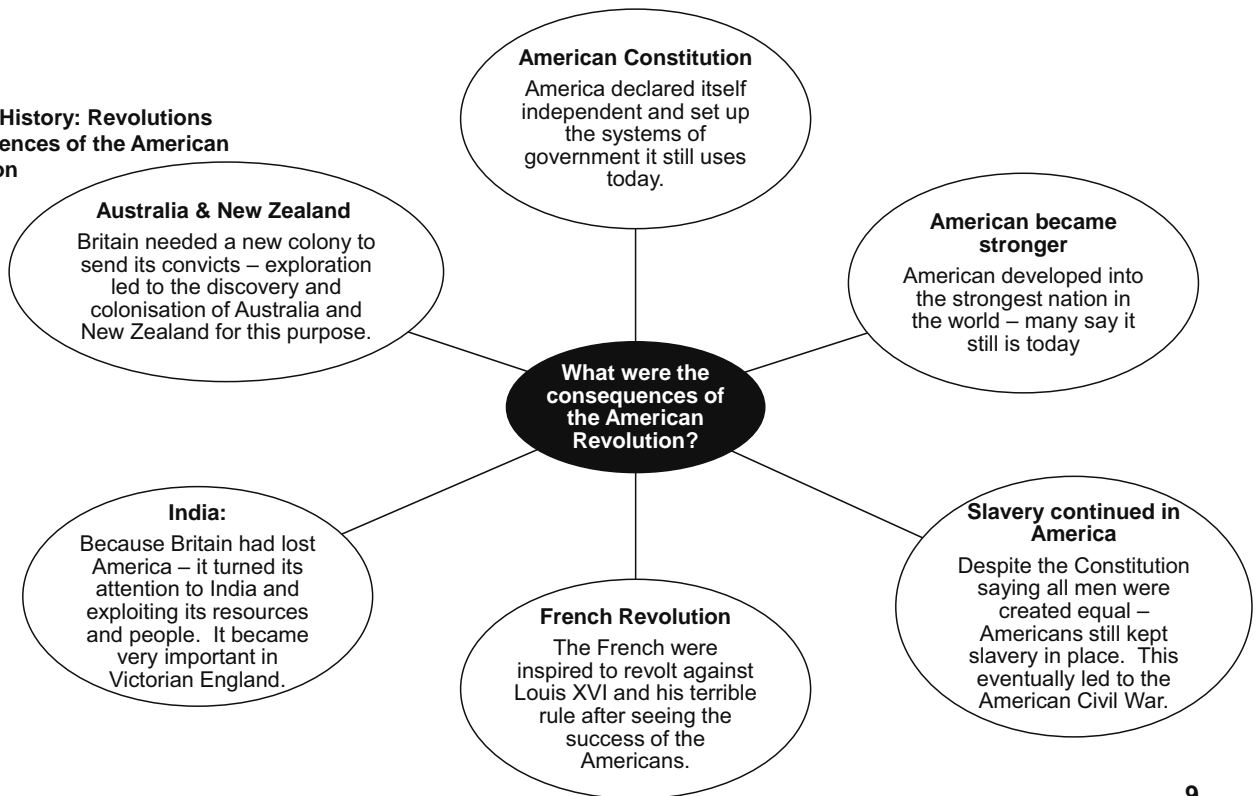 History: Revolutions
ences of the American
on
American Constitution
America declared itself
independent and set up
the systems of
government it still uses
today.
Australia & New Zealand
Britain needed a new colony to
send its convicts – exploration
led to the discovery and
colonisation of Australia and
New Zealand for this purpose.
American became
stronger
American developed into
the strongest nation in
the world – many say it
still is today
What were the
consequences of
the American
Revolution?
India:
Because Britain had lost
America – it turned its
attention to India and
exploiting its resources
and people.  It became
very important in
Victorian England.
French Revolution
The French were
inspired to revolt against
Louis XVI and his terrible
rule after seeing the
success of the
Americans.
Slavery continued in
America
Despite the Constitution
saying all men were
created equal –
Americans still kept
slavery in place.  This
eventually led to the
American Civil War.
9